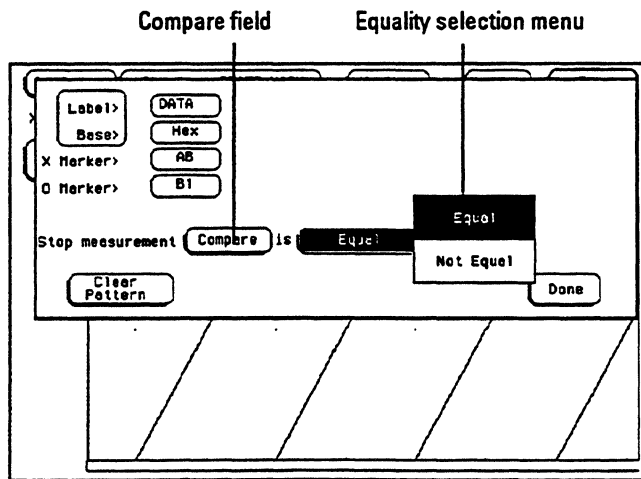 Compare field Equality selection menu
Label> DATA
Base> Hex
X Marker> AB
O Marker> B1
Stop measurement Compare is Equal
Equal
Not Equal
Clear
Pattern
Done